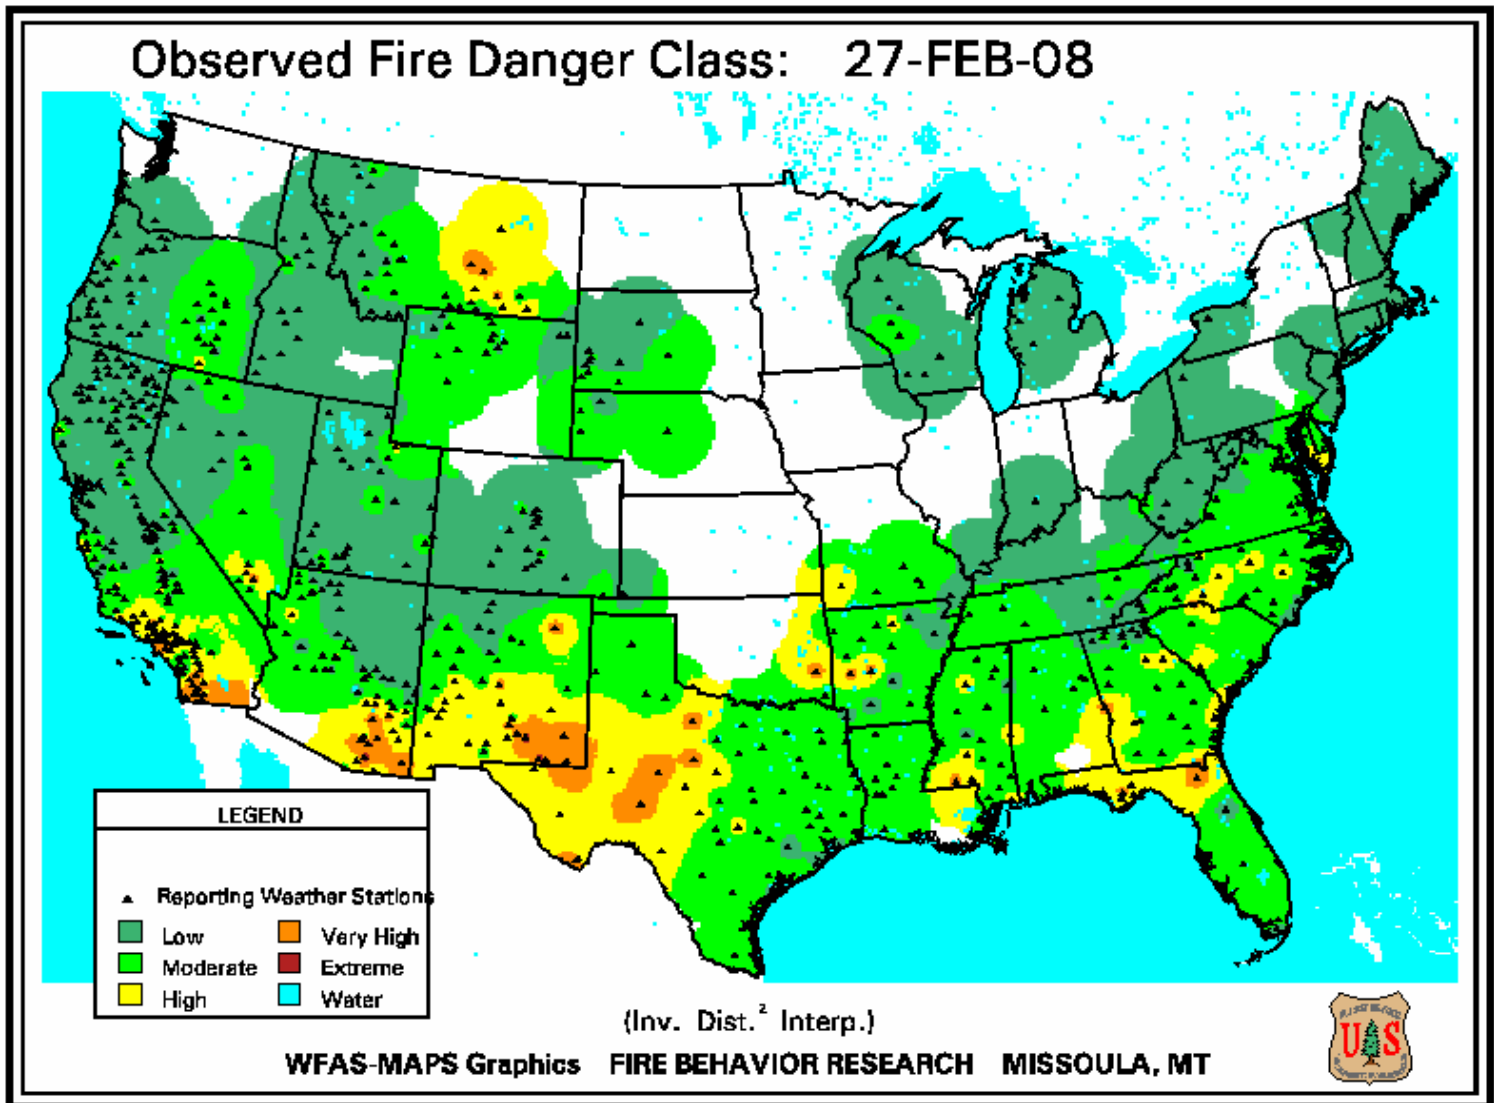 Observed Fire Danger Class: 27-FEB-08
LEGEND
Reporting Weather Stations
Low
Very High
Moderate
Extreme
High
Water
(Inv. Dist.² Interp.)
WFAS-MAPS Graphics FIRE BEHAVIOR RESEARCH MISSOULA, MT
US